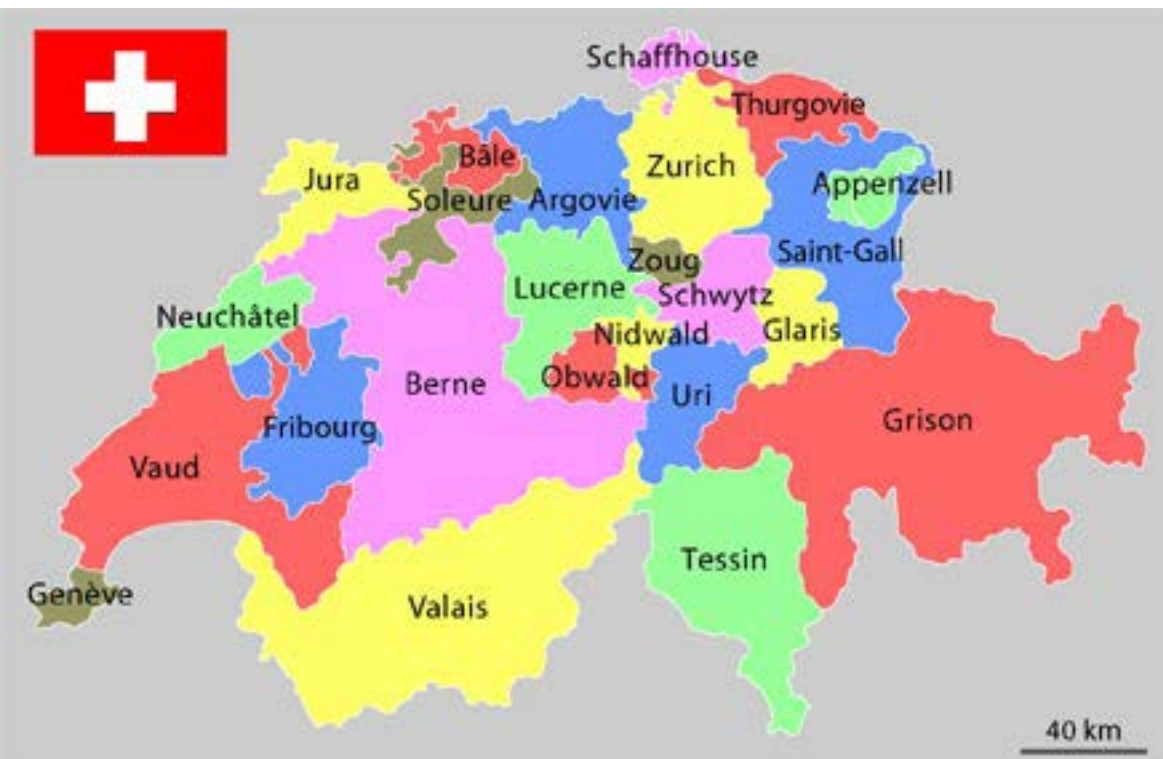 Schaffhouse
Thurgovie
Bâle
Zurich
Jura
Appenzell
Soleure
Argovie
Saint-Gall
Zoug
Lucerne
Schwytz
Neuchâtel
Nidwald
Glaris
Obwald
Berne
Uri
Grison
Fribourg
Vaud
Tessin
Genève
Valais
40 km